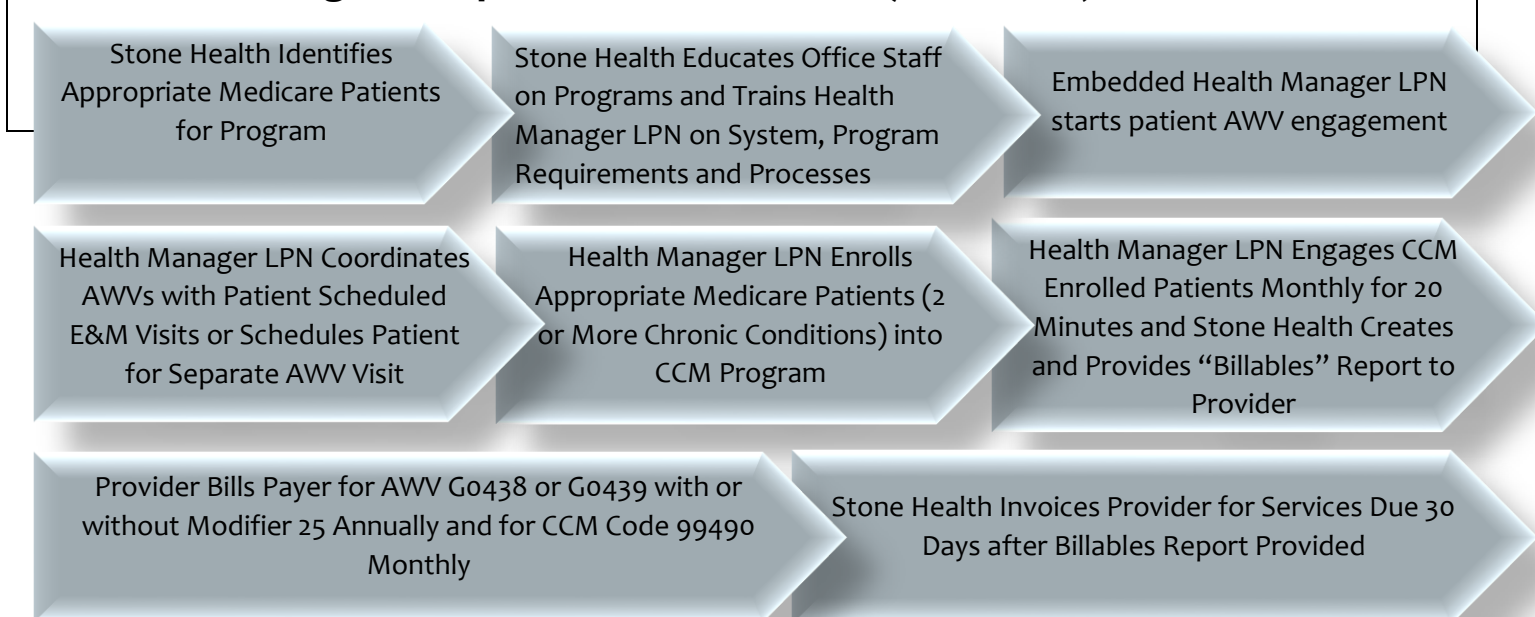 Stone Health Identifies
Appropriate Medicare Patients
for Program
Stone Health Educates Office Staff
on Programs and Trains Health
Manager LPN on System, Program
Requirements and Processes
Embedded Health Manager LPN
starts patient AWV engagement
Health Manager LPN Coordinates
AWVs with Patient Scheduled
E&M Visits or Schedules Patient
for Separate AWV Visit
Health Manager LPN Enrolls
Appropriate Medicare Patients (2
or More Chronic Conditions) into
CCM Program
Health Manager LPN Engages CCM
Enrolled Patients Monthly for 20
Minutes and Stone Health Creates
and Provides “Billables” Report to
Provider
Provider Bills Payer for AWV G0438 or G0439 with or
without Modifier 25 Annually and for CCM Code 99490
Monthly
Stone Health Invoices Provider for Services Due 30
Days after Billables Report Provided